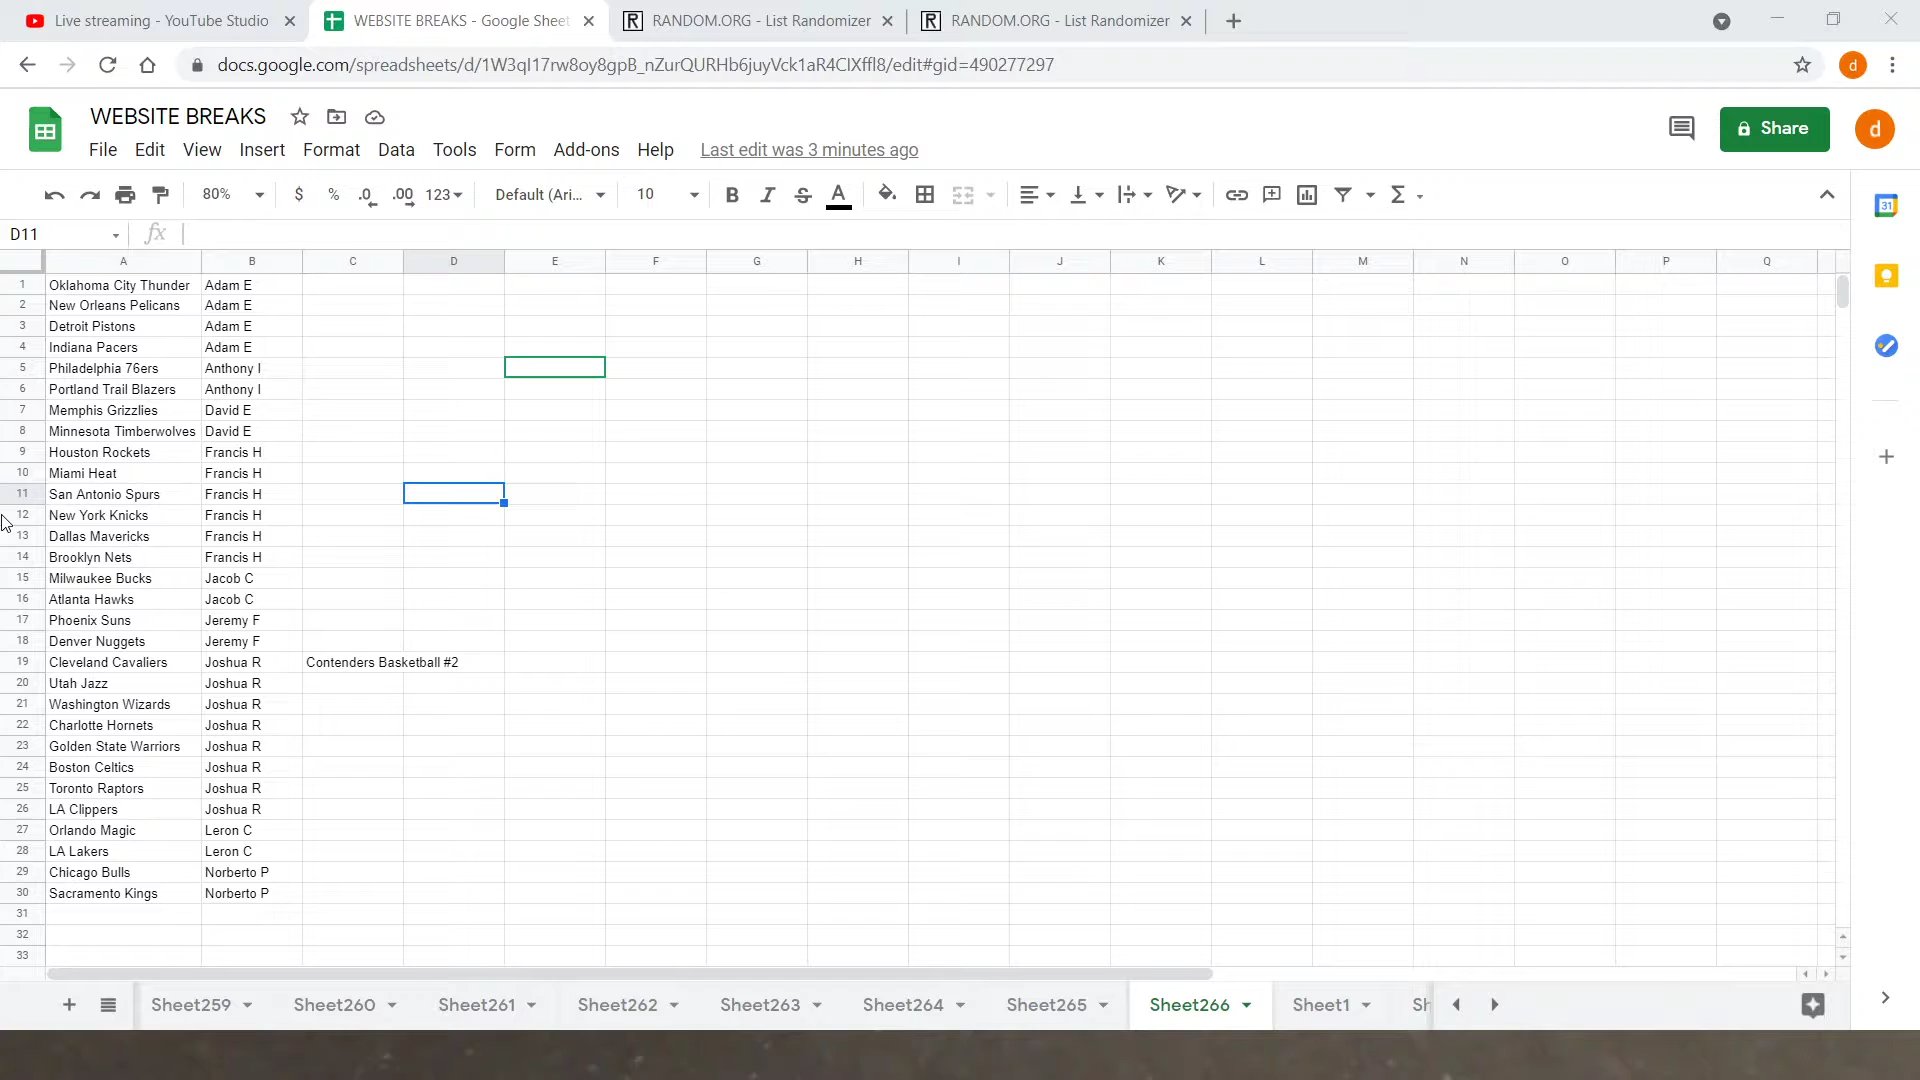 Live streaming - YouTube Studio
WEBSITE BREAKS - Google Sheet
RANDOM.ORG - List Randomizer
RANDOM.ORG - List Randomizer
WEBSITE BREAKS
File Edit View Insert Format Data Tools Form Add-ons Help Last edit was 3 minutes ago
Share
d
d
80% $ % .0 .00 123 Default (Ari... 10 B I S A
D11 fx
A B C D E F G H I J K L M N O P Q
1 Oklahoma City Thunder Adam E
2 New Orleans Pelicans Adam E
3 Detroit Pistons Adam E
4 Indiana Pacers Adam E
5 Philadelphia 76ers Anthony I
6 Portland Trail Blazers Anthony I
7 Memphis Grizzlies David E
8 Minnesota Timberwolves David E
9 Houston Rockets Francis H
10 Miami Heat Francis H
11 San Antonio Spurs Francis H
12 New York Knicks Francis H
13 Dallas Mavericks Francis H
14 Brooklyn Nets Francis H
15 Milwaukee Bucks Jacob C
16 Atlanta Hawks Jacob C
17 Phoenix Suns Jeremy F
18 Denver Nuggets Jeremy F
19 Cleveland Cavaliers Joshua R Contenders Basketball #2
20 Utah Jazz Joshua R
21 Washington Wizards Joshua R
22 Charlotte Hornets Joshua R
23 Golden State Warriors Joshua R
24 Boston Celtics Joshua R
25 Toronto Raptors Joshua R
26 LA Clippers Joshua R
27 Orlando Magic Leron C
28 LA Lakers Leron C
29 Chicago Bulls Norberto P
30 Sacramento Kings Norberto P
31
32
33
Sheet259 Sheet260 Sheet261 Sheet262 Sheet263 Sheet264 Sheet265 Sheet266 Sheet1 Sh